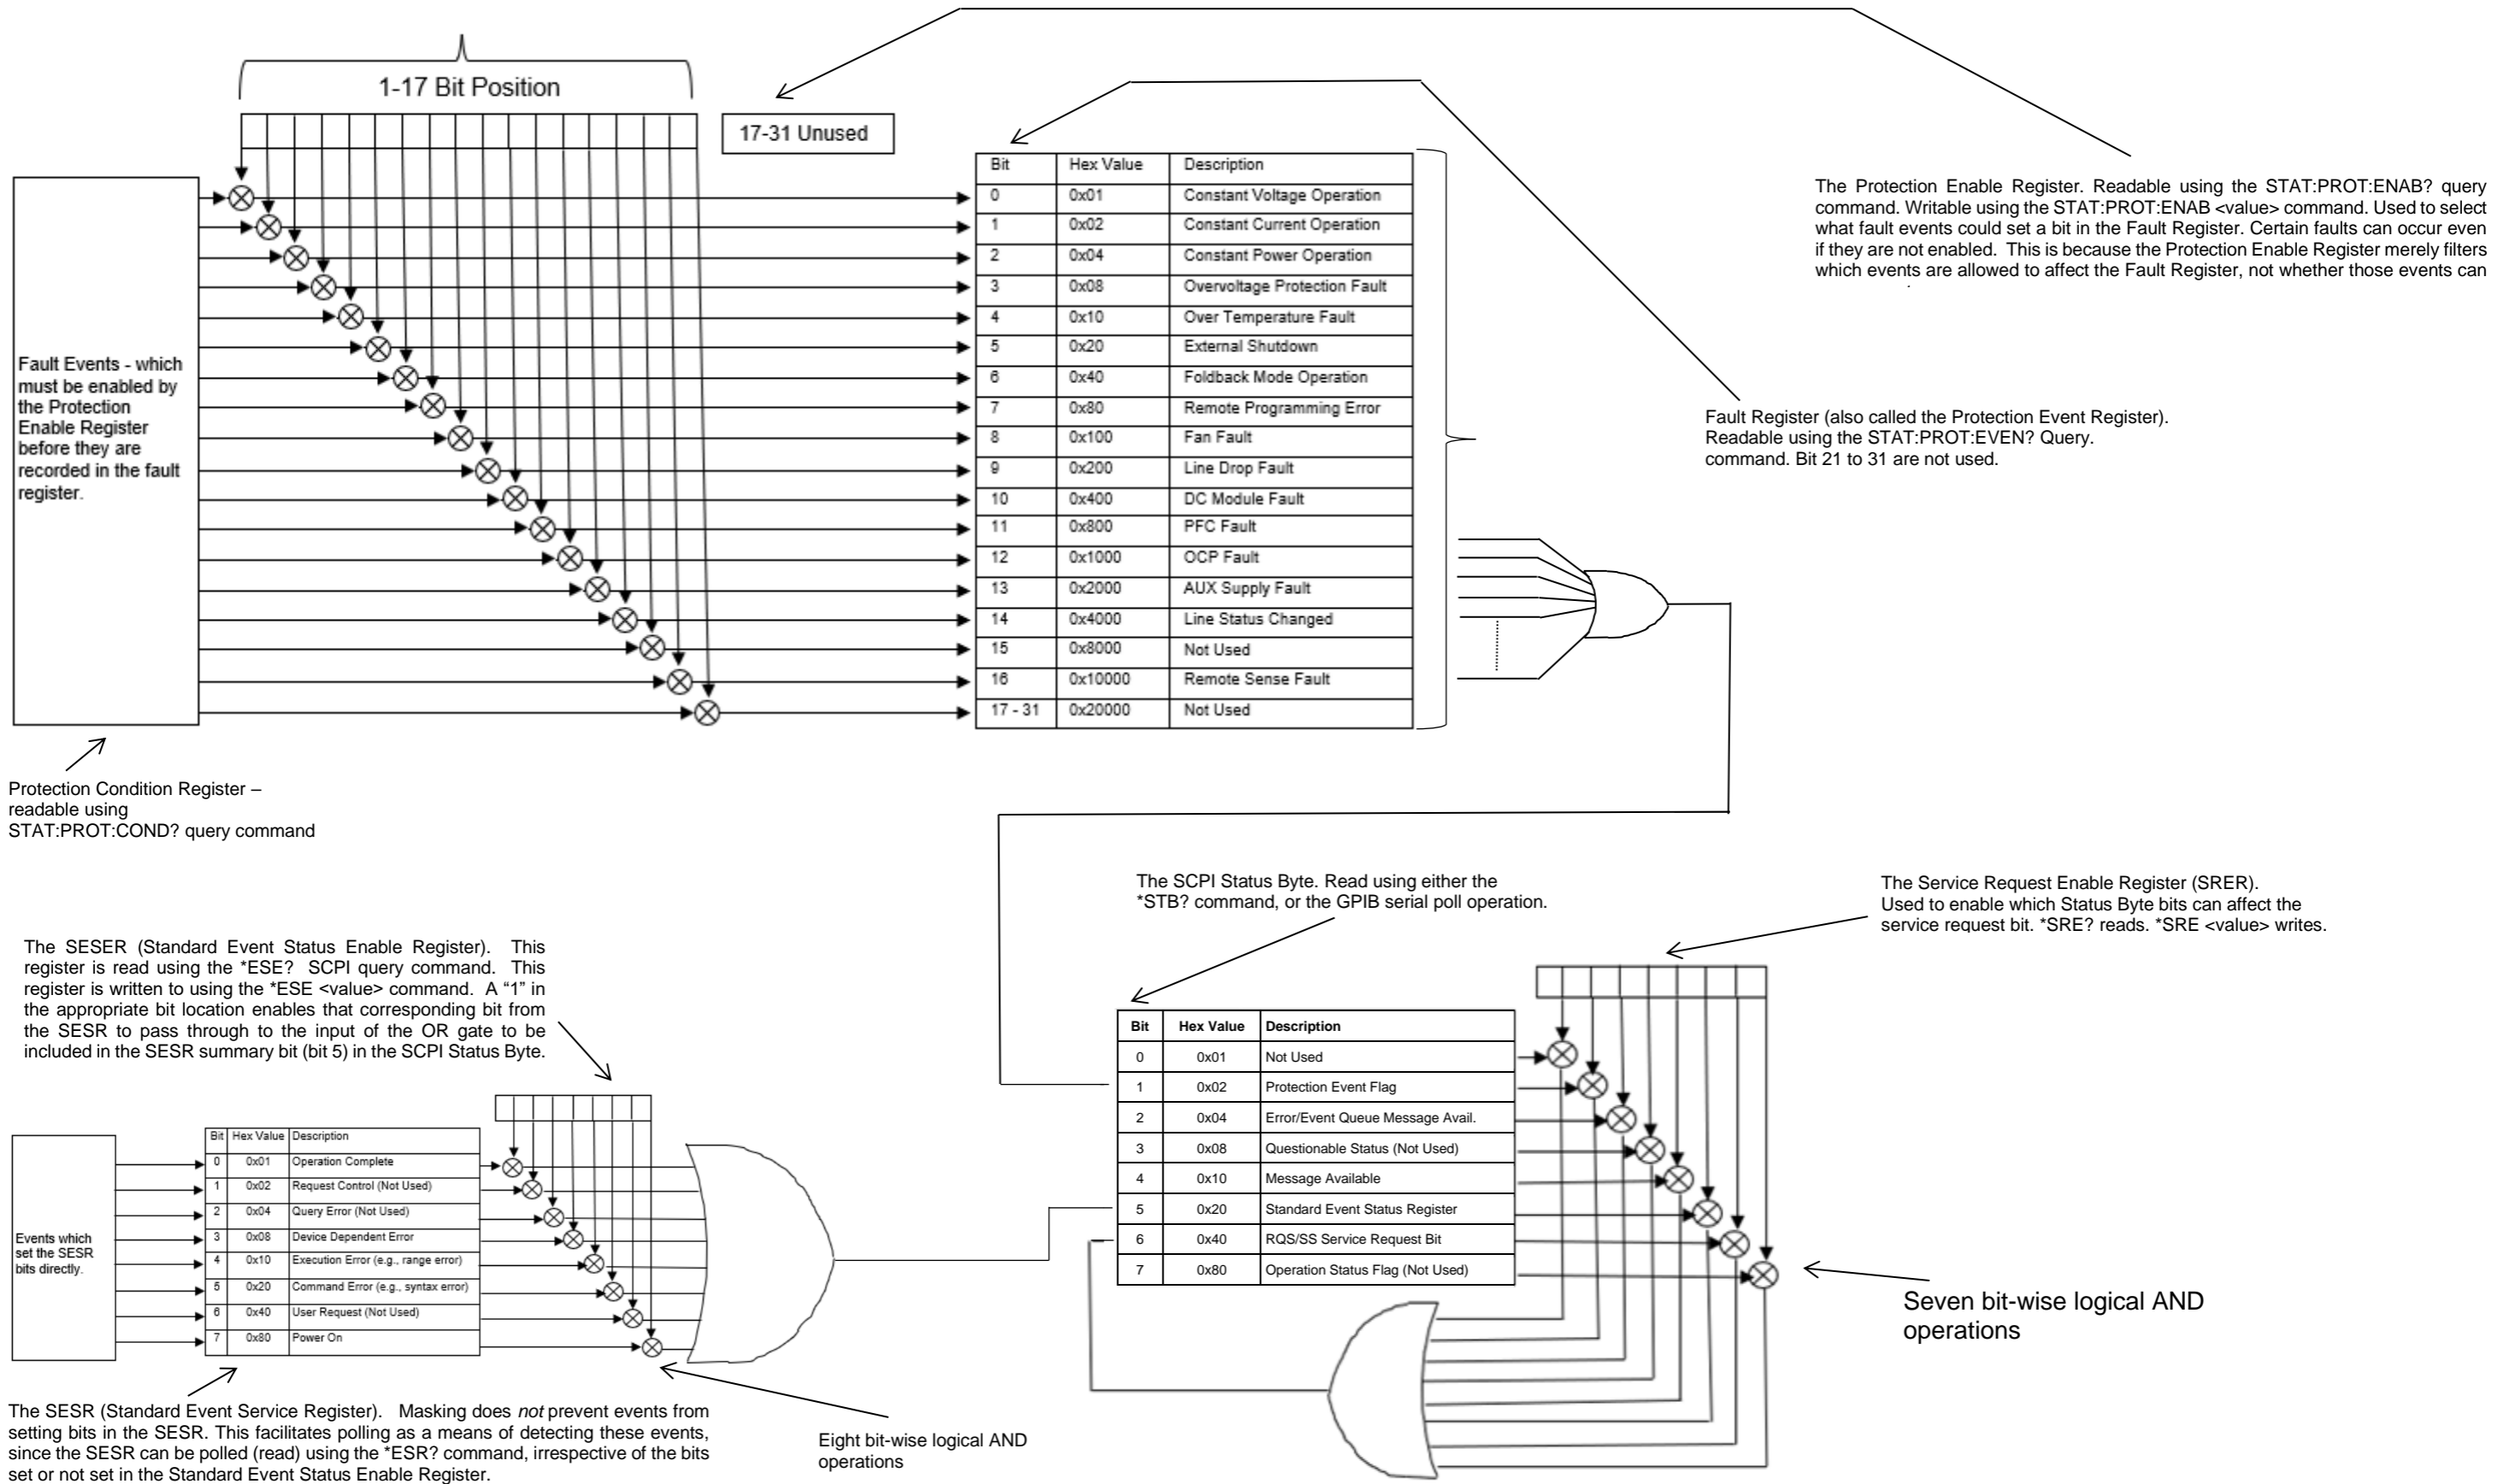 1-17 Bit Position
17-31 Unused
The Protection Enable Register. Readable using the STAT:PROT:ENAB? query
command. Writable using the STAT:PROT:ENAB <value> command. Used to select
what fault events could set a bit in the Fault Register. Certain faults can occur even
if they are not enabled. This is because the Protection Enable Register merely filters
which events are allowed to affect the Fault Register, not whether those events can
Fault Events - which
must be enabled by
the Protection
Enable Register
before they are
recorded in the fault
register.
Bit Hex Value Description
0 0x01 Constant Voltage Operation
1 0x02 Constant Current Operation
2 0x04 Constant Power Operation
3 0x08 Overvoltage Protection Fault
4 0x10 Over Temperature Fault
5 0x20 External Shutdown
6 0x40 Foldback Mode Operation
7 0x80 Remote Programming Error
8 0x100 Fan Fault
9 0x200 Line Drop Fault
10 0x400 DC Module Fault
11 0x800 PFC Fault
12 0x1000 OCP Fault
13 0x2000 AUX Supply Fault
14 0x4000 Line Status Changed
15 0x8000 Not Used
16 0x10000 Remote Sense Fault
17 - 31 0x20000 Not Used
Fault Register (also called the Protection Event Register).
Readable using the STAT:PROT:EVEN? Query.
command. Bit 21 to 31 are not used.
Protection Condition Register –
readable using
STAT:PROT:COND? query command
The SCPI Status Byte. Read using either the
*STB? command, or the GPIB serial poll operation.
The Service Request Enable Register (SRER).
Used to enable which Status Byte bits can affect the
service request bit. *SRE? reads. *SRE <value> writes.
The SESER (Standard Event Status Enable Register). This
register is read using the *ESE? SCPI query command. This
register is written to using the *ESE <value> command. A “1” in
the appropriate bit location enables that corresponding bit from
the SESR to pass through to the input of the OR gate to be
included in the SESR summary bit (bit 5) in the SCPI Status Byte.
Bit Hex Value Description
0 0x01 Not Used
1 0x02 Protection Event Flag
2 0x04 Error/Event Queue Message Avail.
3 0x08 Questionable Status (Not Used)
4 0x10 Message Available
5 0x20 Standard Event Status Register
6 0x40 RQS/SS Service Request Bit
7 0x80 Operation Status Flag (Not Used)
Seven bit-wise logical AND
operations
Events which
set the SESR
bits directly.
Bit Hex Value Description
0 0x01 Operation Complete
1 0x02 Request Control (Not Used)
2 0x04 Query Error (Not Used)
3 0x08 Device Dependent Error
4 0x10 Execution Error (e.g., range error)
5 0x20 Command Error (e.g., syntax error)
6 0x40 User Request (Not Used)
7 0x80 Power On
The SESR (Standard Event Service Register). Masking does not prevent events from
setting bits in the SESR. This facilitates polling as a means of detecting these events,
since the SESR can be polled (read) using the *ESR? command, irrespective of the bits
set or not set in the Standard Event Status Enable Register.
Eight bit-wise logical AND
operations